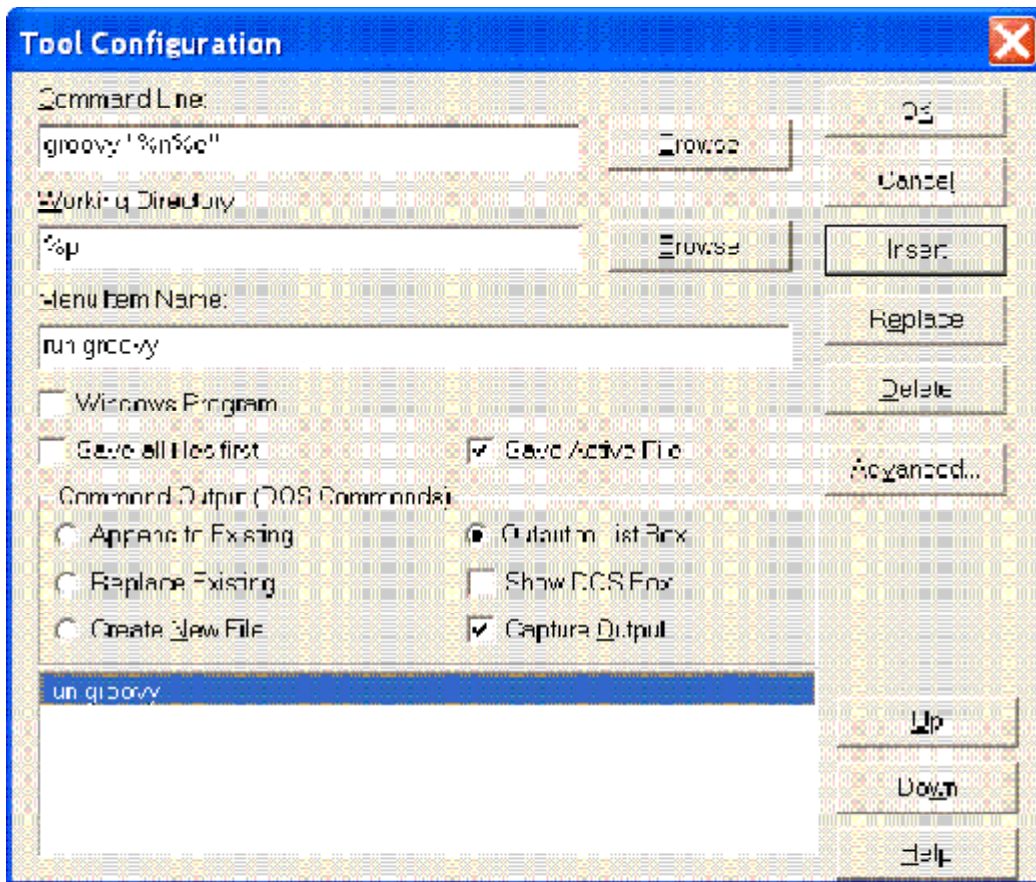 Tool Configuration
Command Line:
groovy "%n%e"
Browse
OK
Cancel
Working Directory
%p
Browse
Insert
Menu Item Name:
run groovy
Replace
Windows Program
Delete
Save all files first
Save Active File
Advanced...
Command Output (DOS Commands)
Append to Existing
Output to List Box
Replace Existing
Show DOS Box
Create New File
Capture Output
run groovy
Up
Down
Help